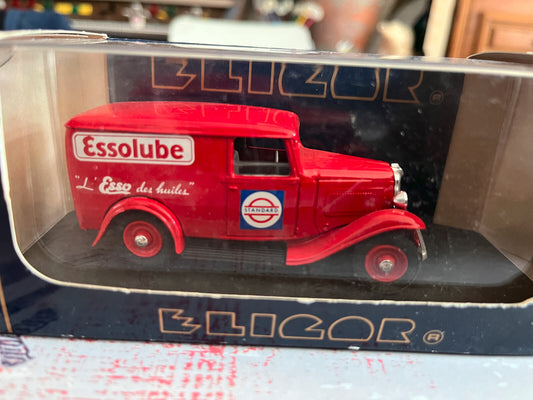 ELIGOR ®
Essolube
"L'Esso des huiles"
STANDARD
ELIGOR ®